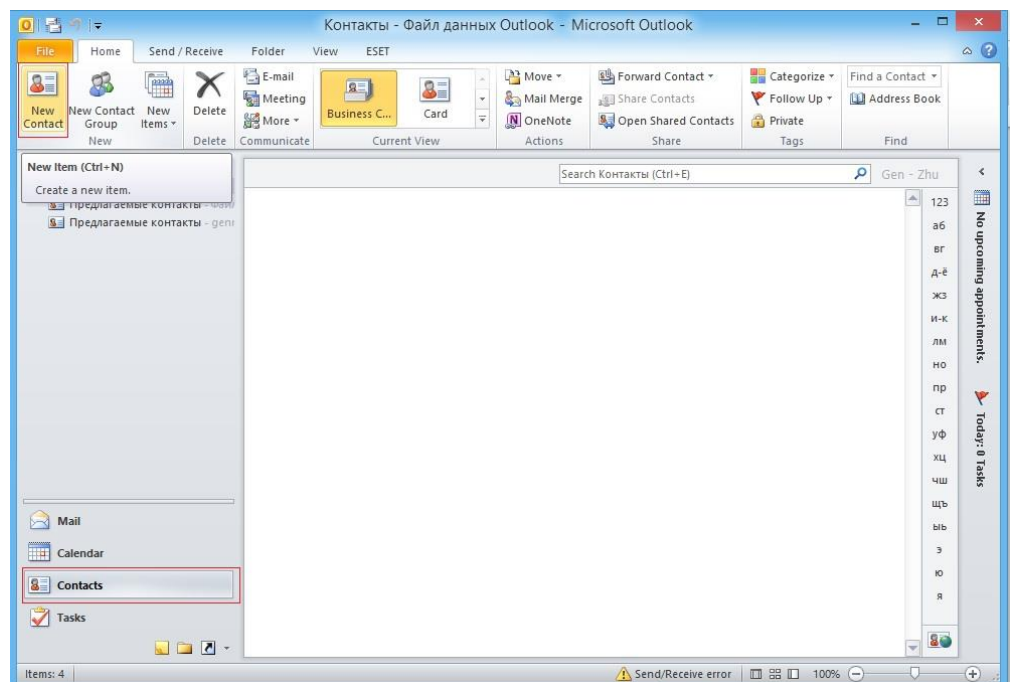 Контакты - Файл данных Outlook - Microsoft Outlook
File Home Send / Receive Folder View ESET
New Contact
New Contact Group
New Items
New
Delete
Delete
E-mail
Meeting
More
Communicate
Business C...
Card
Current View
Move
Mail Merge
OneNote
Actions
Forward Contact
Share Contacts
Open Shared Contacts
Share
Categorize
Follow Up
Private
Tags
Find a Contact
Address Book
Find
New Item (Ctrl+N)
Create a new item.
Предлагаемые контакты - Файл
Предлагаемые контакты - genr
Search Контакты (Ctrl+E)
Gen - Zhu
123
аб
вг
д-ё
жз
и-к
лм
но
пр
ст
уф
хц
чш
щъ
ыь
э
ю
я
No upcoming appointments.
Today: 0 Tasks
Mail
Calendar
Contacts
Tasks
Items: 4
Send/Receive error
100%